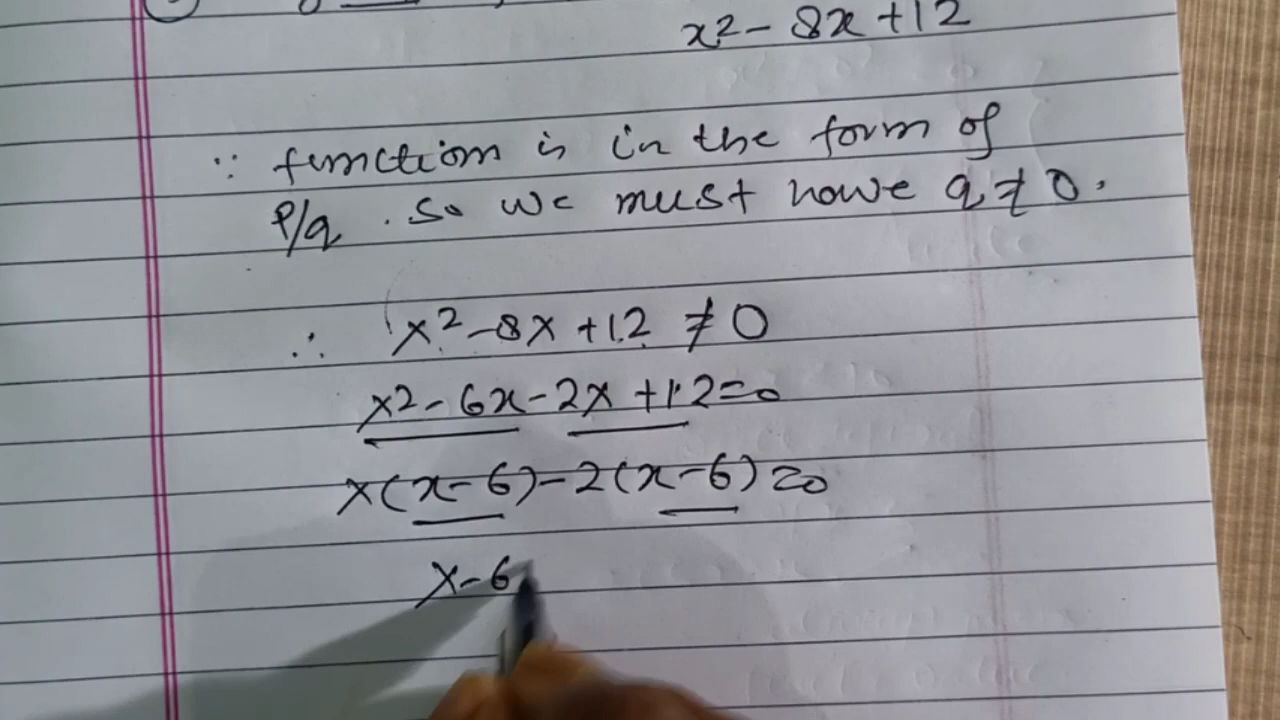 x² - 8x + 12
∵ function is in the form of
P/q . So we must have q ≠ 0.
∴ x² - 8x + 12 ≠ 0
x² - 6x - 2x + 12 = 0
x(x-6) - 2(x-6) = 0
x-6